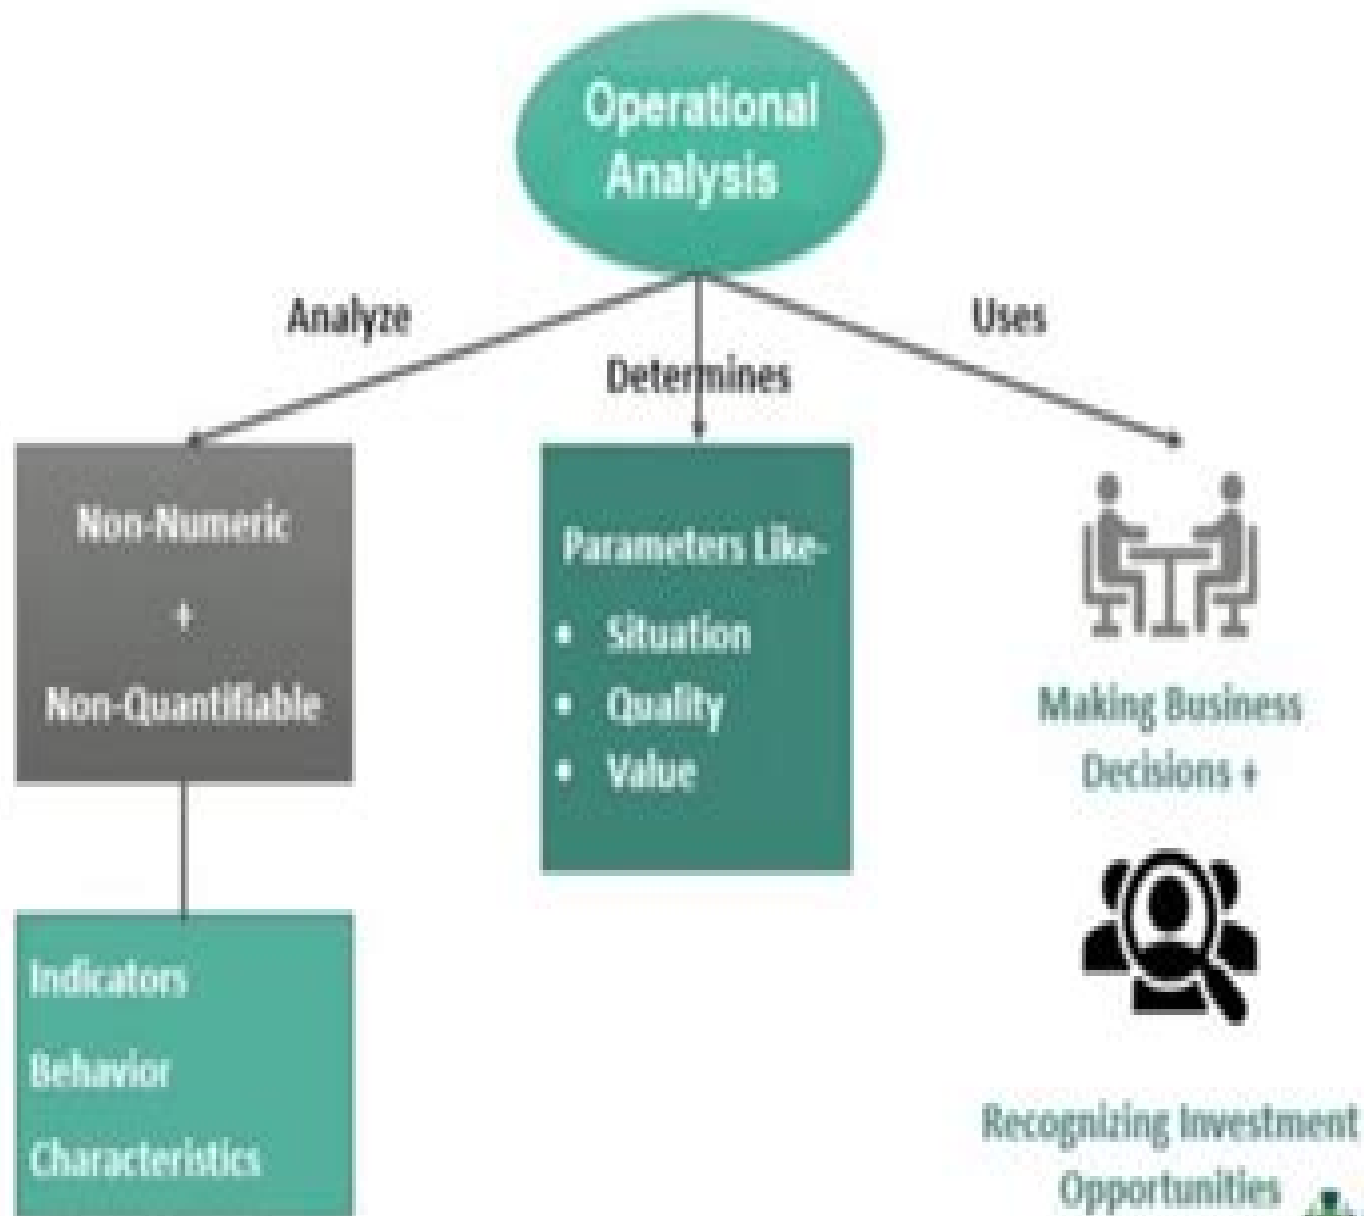 Operational
Analysis
Analyze
Determines
Uses
Non-Numeric
+
Non-Quantifiable
Indicators
Behavior
Characteristics
Parameters Like-
• Situation
• Quality
• Value
Making Business
Decisions +
Recognizing Investment
Opportunities